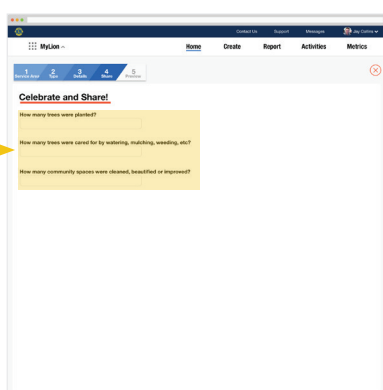 Contact Us Support Messages Jay Collins
MyLion
Home Create Report Activities Metrics
1 2 3 4 5
Service Area Type Details Share Preview
Celebrate and Share!
How many trees were planted?
How many trees were cared for by watering, mulching, weeding, etc?
How many community spaces were cleaned, beautified or improved?